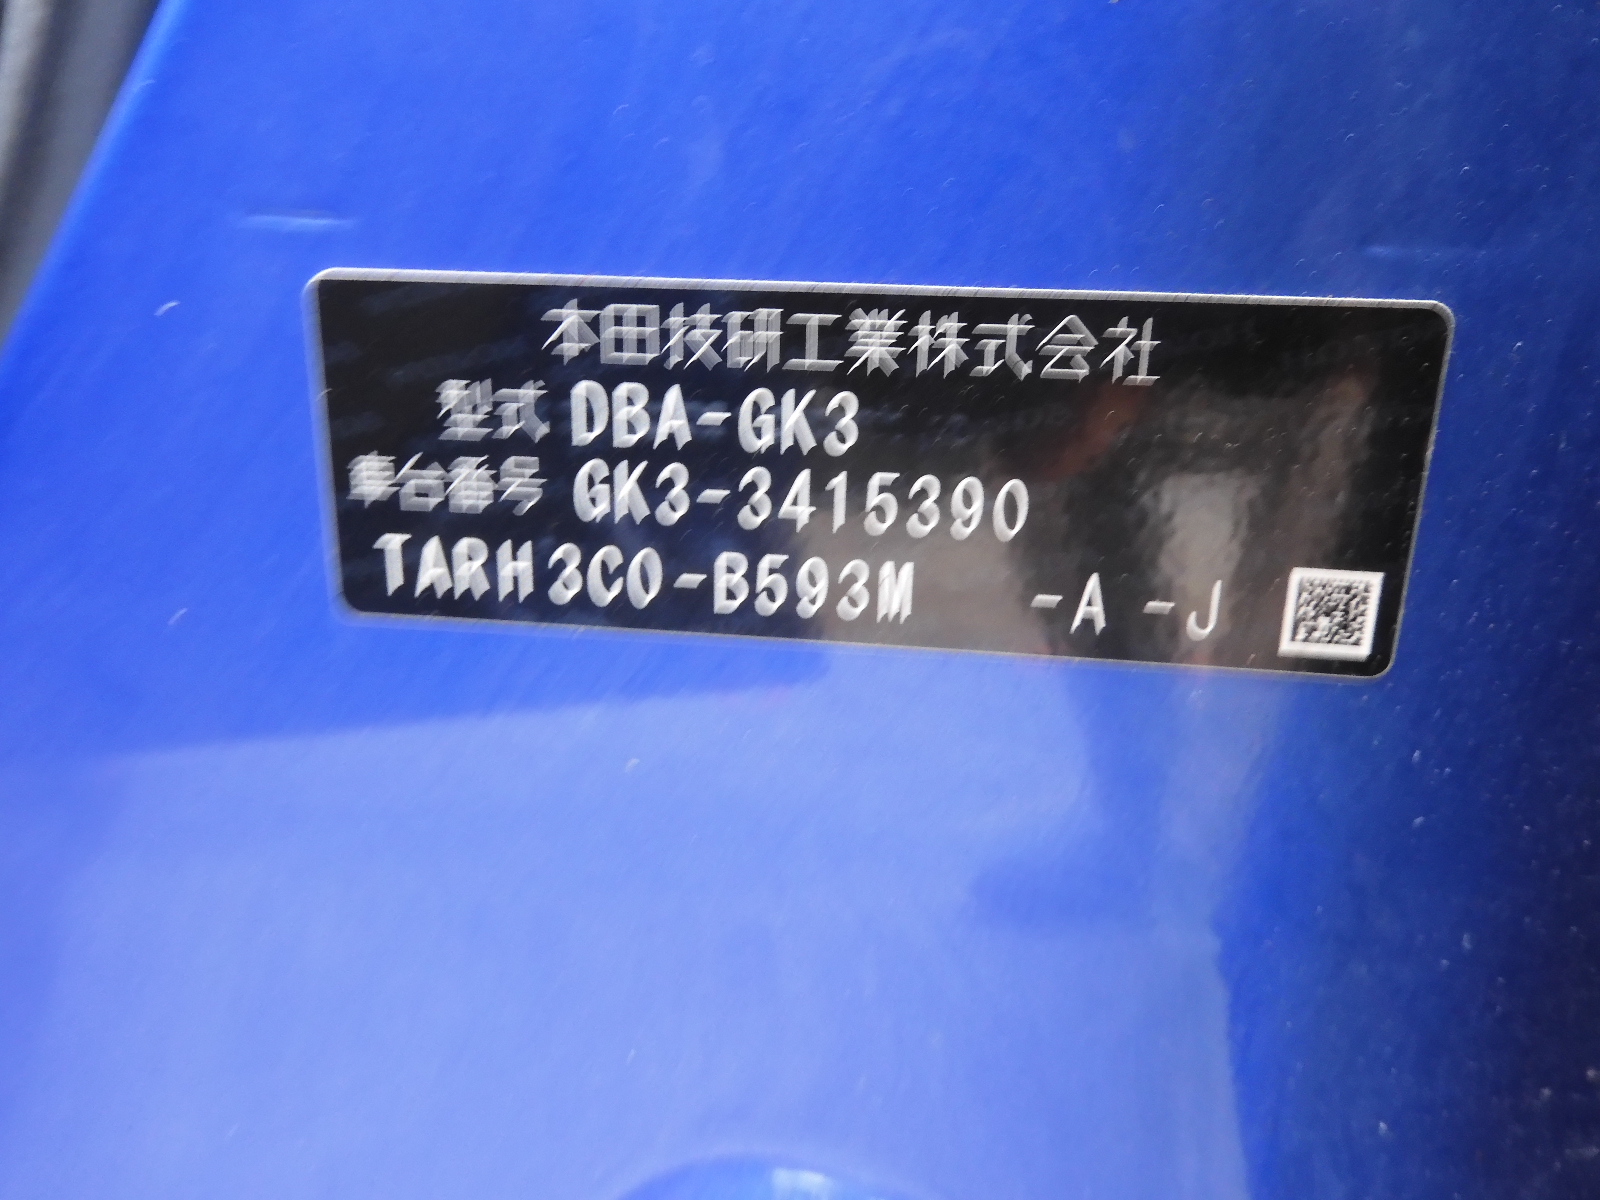 本田技研工業株式会社
型式 DBA-GK3
車台番号 GK3-3415390
TARH3C0-B593M -A -J